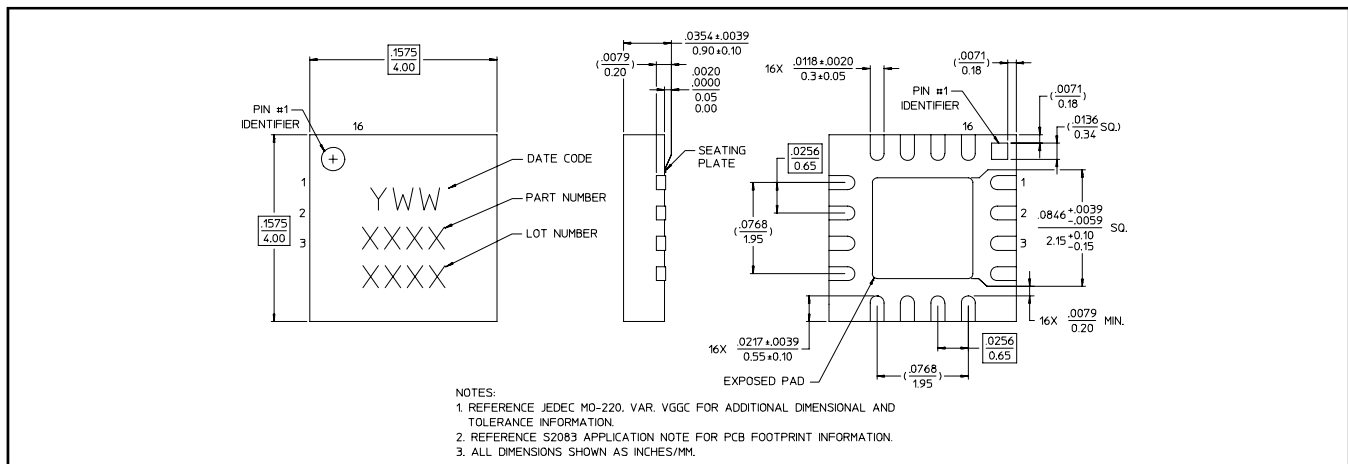 .1575
4.00
PIN #1
IDENTIFIER
16
1
2
3
.1575
4.00
YWW
XXXX
XXXX
DATE CODE
PART NUMBER
LOT NUMBER
.0354±.0039
0.90±0.10
(.0079)
0.20
.0020
.0000
0.05
0.00
SEATING
PLATE
16X .0118±.0020
0.3±0.05
(.0071)
0.18
PIN #1
IDENTIFIER
16
(.0071)
0.18
(.0136 SQ.)
0.34
.0256
0.65
(.0768)
1.95
1
2
3
.0846 +.0039 -.0059 SQ.
2.15 +0.10 -0.15
16X .0079 MIN.
0.20
16X .0217±.0039
0.55±0.10
.0256
0.65
EXPOSED PAD
(.0768)
1.95
NOTES:
1. REFERENCE JEDEC MO-220. VAR. VGGC FOR ADDITIONAL DIMENSIONAL AND
TOLERANCE INFORMATION.
2. REFERENCE S2083 APPLICATION NOTE FOR PCB FOOTPRINT INFORMATION.
3. ALL DIMENSIONS SHOWN AS INCHES/MM.